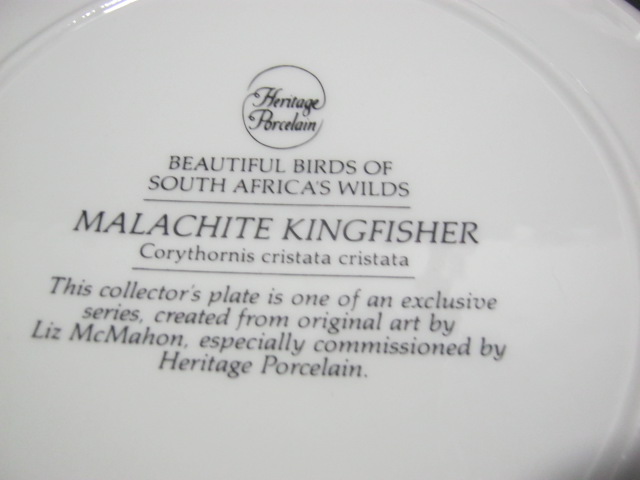 Heritage
Porcelain
BEAUTIFUL BIRDS OF
SOUTH AFRICA'S WILDS
MALACHITE KINGFISHER
Corythornis cristata cristata
This collector's plate is one of an exclusive
series, created from original art by
Liz McMahon, especially commissioned by
Heritage Porcelain.